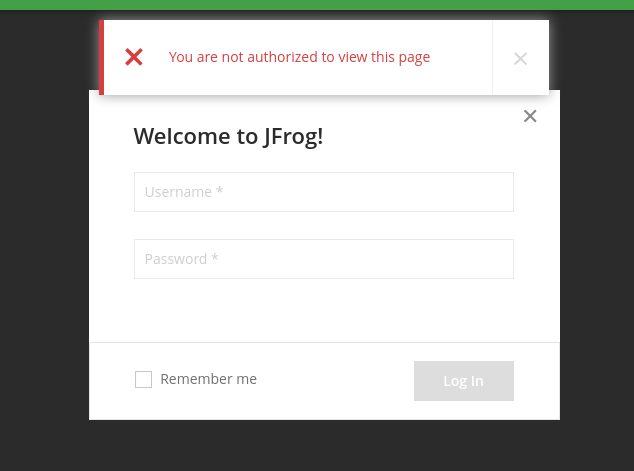 You are not authorized to view this page
Welcome to JFrog!
Username *
Password *
Remember me
Log In